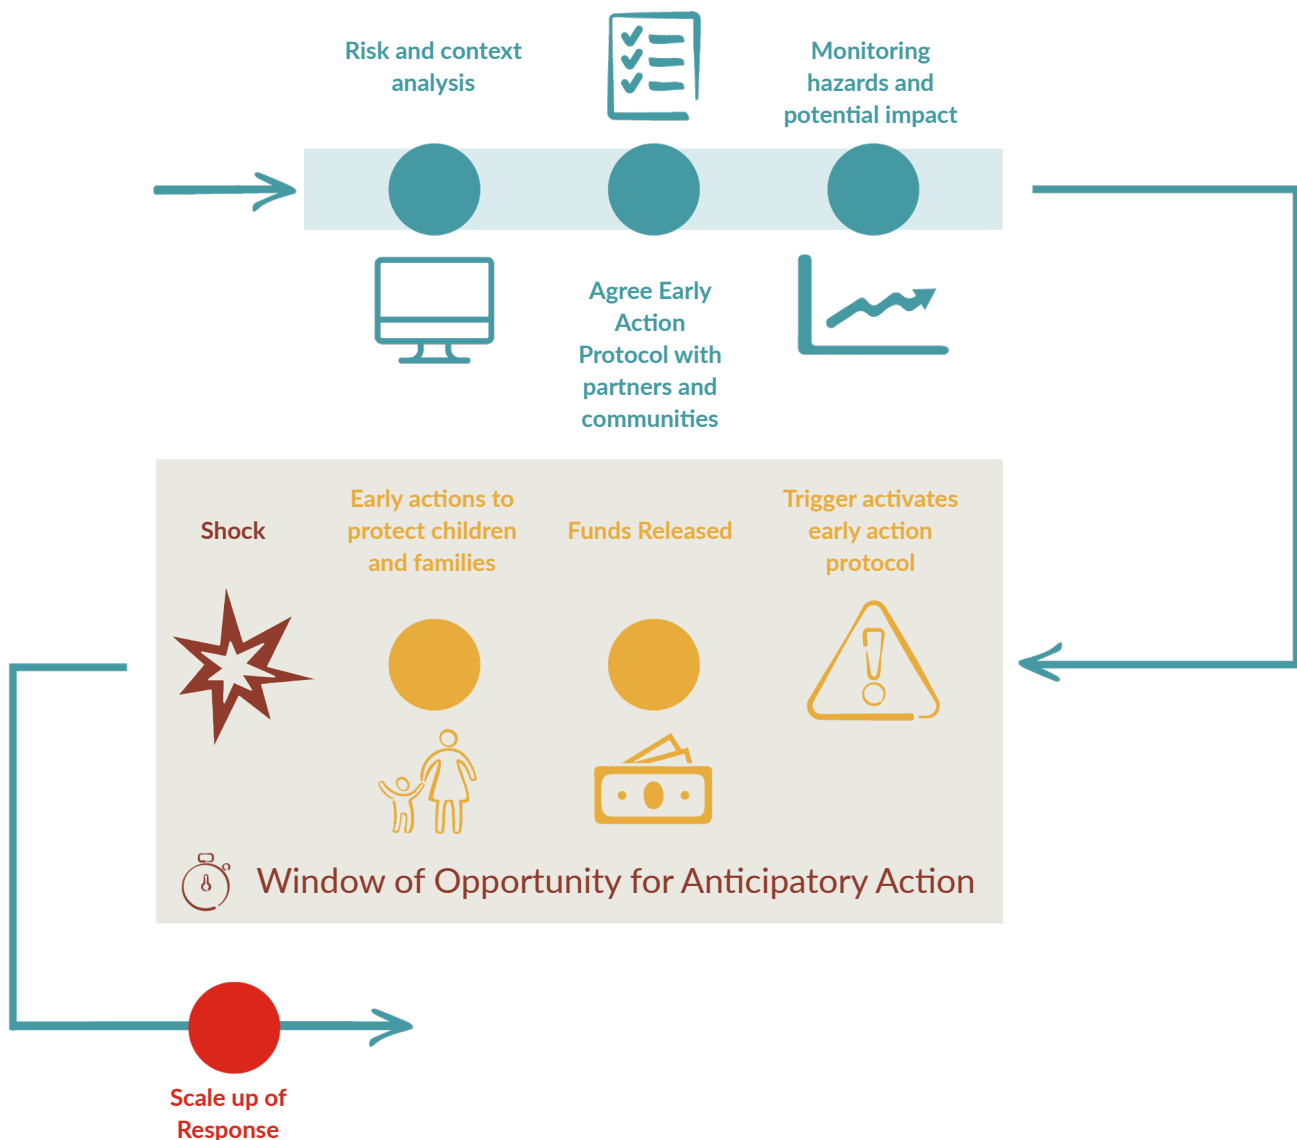 Risk and context
analysis
Monitoring
hazards and
potential impact
Agree Early
Action
Protocol with
partners and
communities
Shock
Early actions to
protect children
and families
Funds Released
Trigger activates
early action
protocol
Window of Opportunity for Anticipatory Action
Scale up of
Response